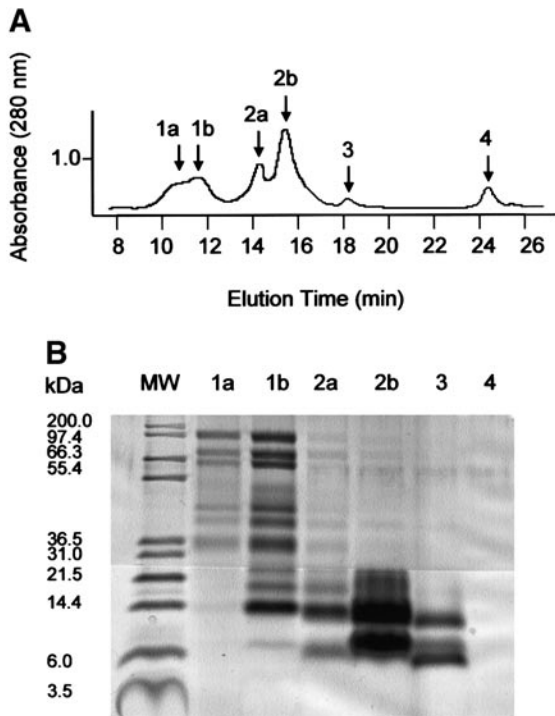 A
Absorbance (280 nm)
1.0
1a 1b 2a 2b 3 4
8 10 12 14 16 18 20 22 24 26
Elution Time (min)
B
kDa MW 1a 1b 2a 2b 3 4
200.0
97.4
66.3
55.4
36.5
31.0
21.5
14.4
6.0
3.5